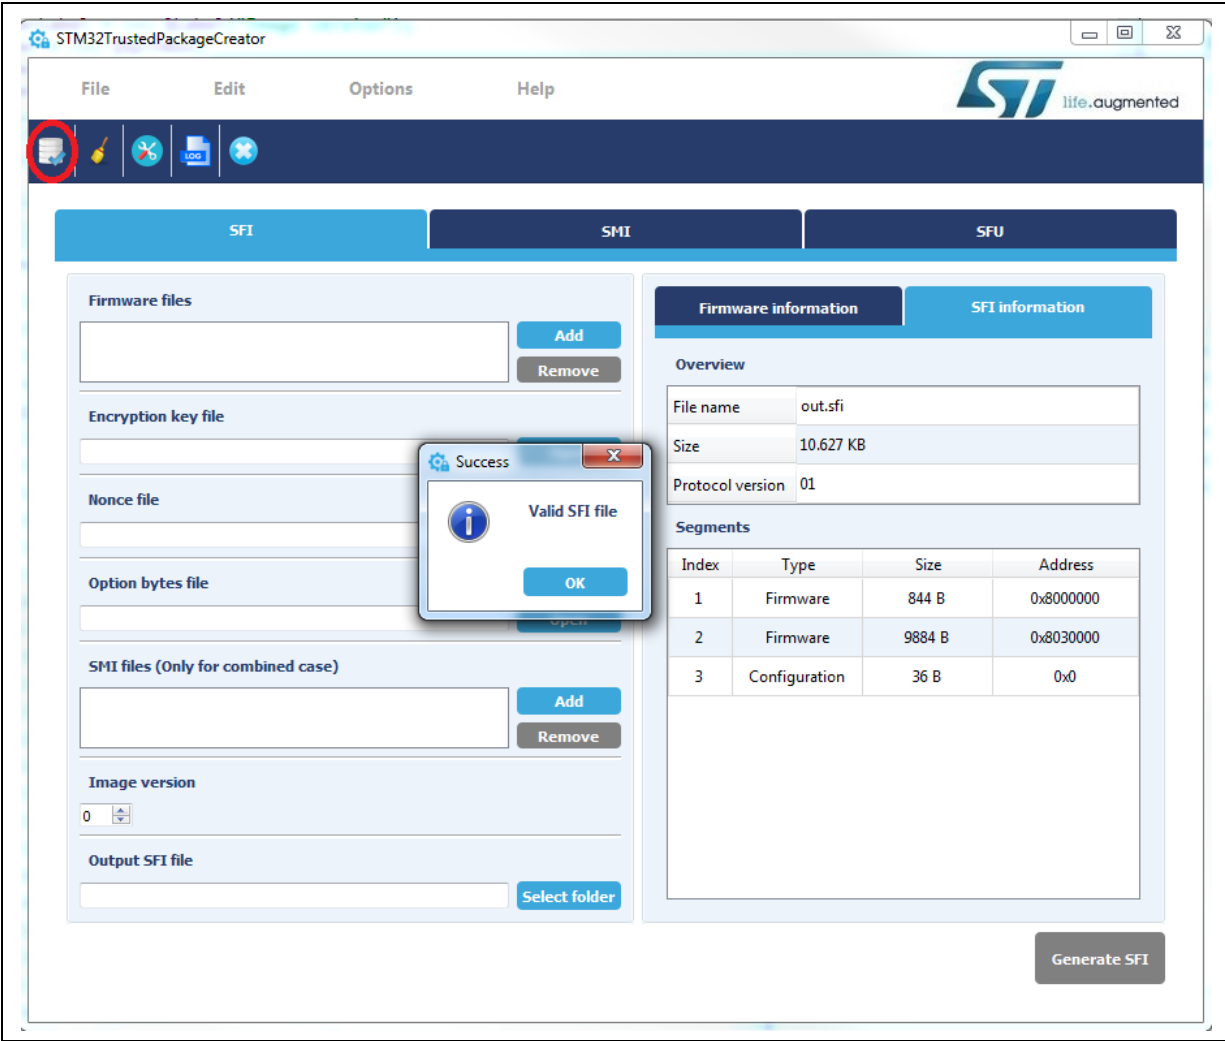 STM32TrustedPackageCreator
File Edit Options Help
life.augmented
LOG
SFI SMI SFU
Firmware files
Add
Remove
Encryption key file
Nonce file
Option bytes file
Open
SMI files (Only for combined case)
Add
Remove
Image version
0
Output SFI file
Select folder
Success
Valid SFI file
OK
Firmware information SFI information
Overview
File name out.sfi
Size 10.627 KB
Protocol version 01
Segments
Index Type Size Address
1 Firmware 844 B 0x8000000
2 Firmware 9884 B 0x8030000
3 Configuration 36 B 0x0
Generate SFI